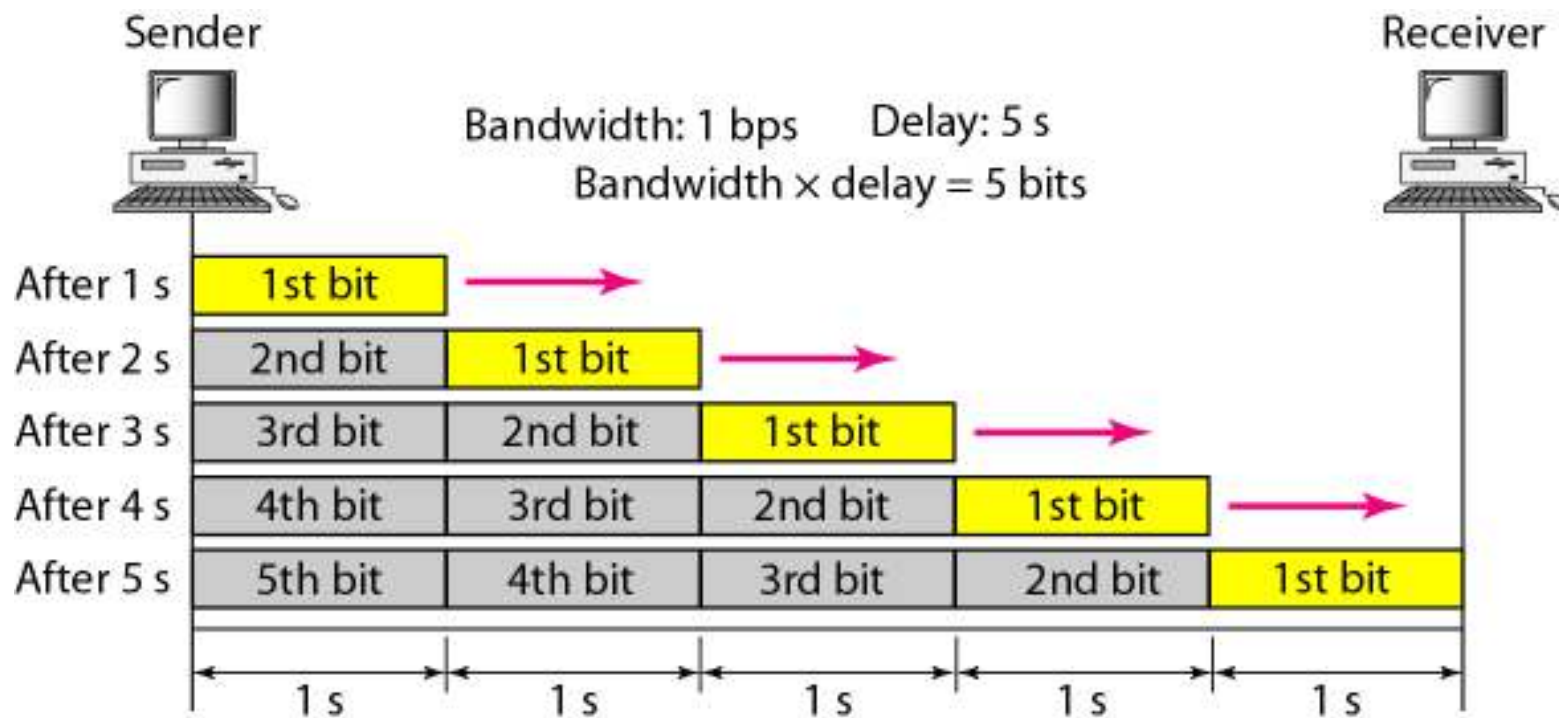 Sender Receiver
Bandwidth: 1 bps Delay: 5 s
Bandwidth × delay = 5 bits
After 1 s 1st bit
After 2 s 2nd bit 1st bit
After 3 s 3rd bit 2nd bit 1st bit
After 4 s 4th bit 3rd bit 2nd bit 1st bit
After 5 s 5th bit 4th bit 3rd bit 2nd bit 1st bit
1 s 1 s 1 s 1 s 1 s